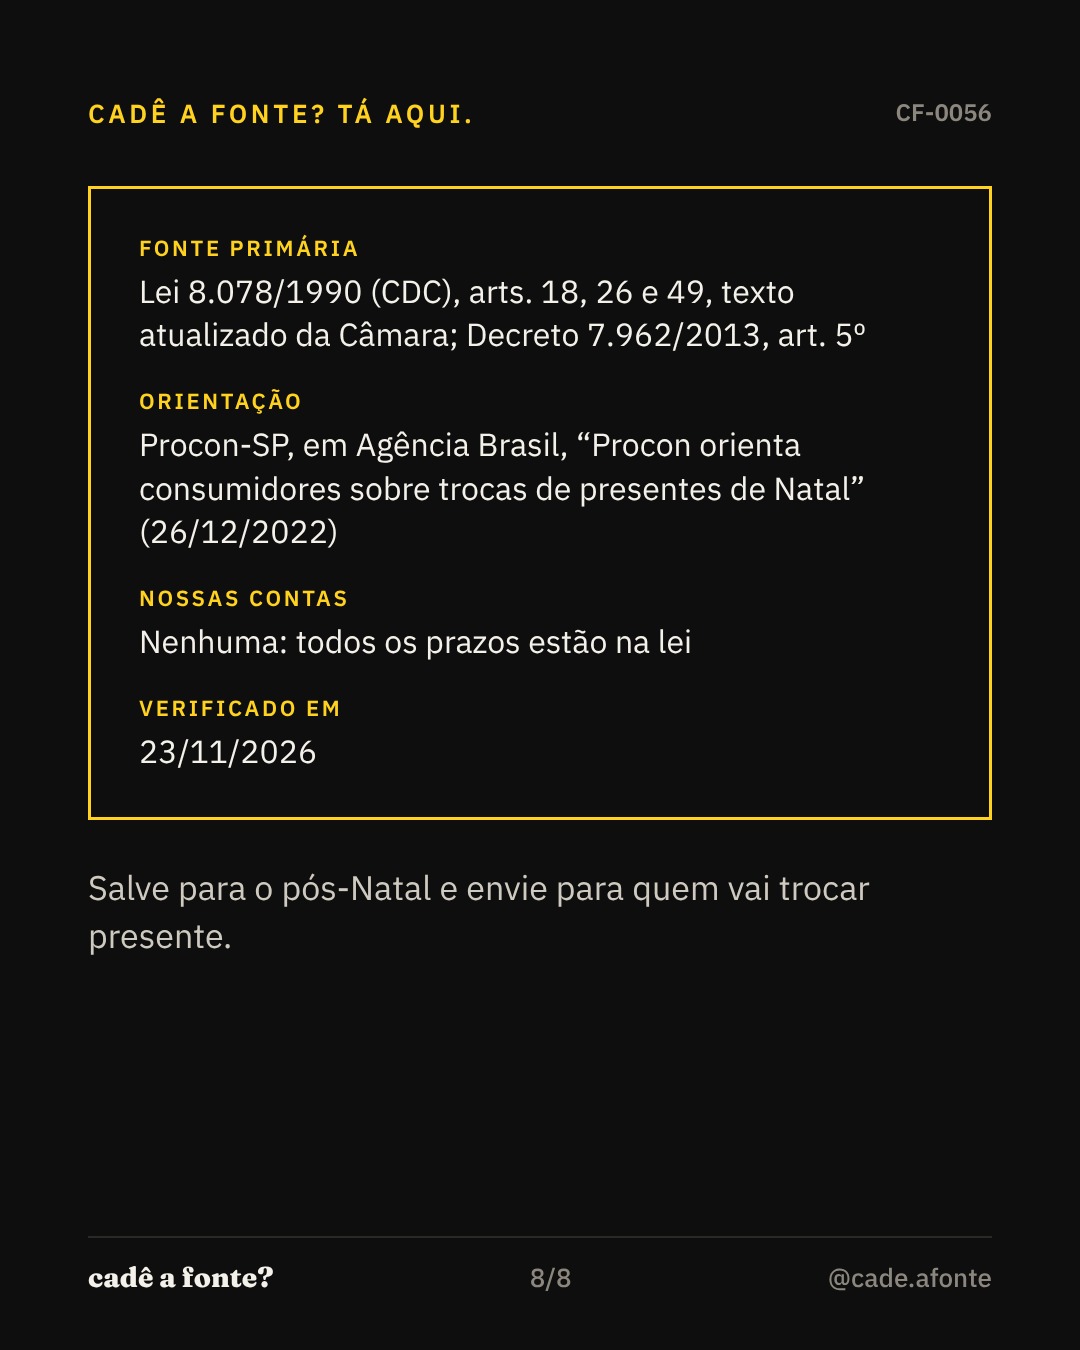 CADÊ A FONTE? TÁ AQUI.
CF-0056
FONTE PRIMÁRIA
Lei 8.078/1990 (CDC), arts. 18, 26 e 49, texto
atualizado da Câmara; Decreto 7.962/2013, art. 5º
ORIENTAÇÃO
Procon-SP, em Agência Brasil, “Procon orienta
consumidores sobre trocas de presentes de Natal”
(26/12/2022)
NOSSAS CONTAS
Nenhuma: todos os prazos estão na lei
VERIFICADO EM
23/11/2026
Salve para o pós-Natal e envie para quem vai trocar
presente.
cadê a fonte?
8/8
@cade.afonte